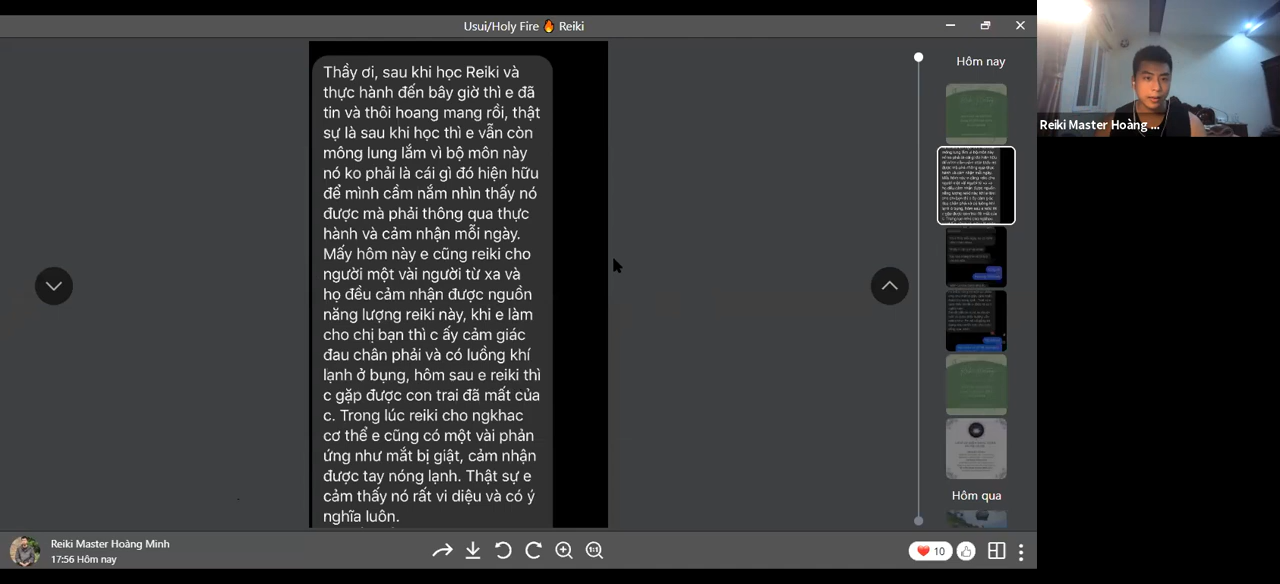 Usui/Holy Fire 🔥 Reiki
Thầy ơi, sau khi học Reiki và
thực hành đến bây giờ thì e đã
tin và thôi hoang mang rồi, thật
sự là sau khi học thì e vẫn còn
mông lung lắm vì bộ môn này
nó ko phải là cái gì đó hiện hữu
để mình cầm nắm nhìn thấy nó
được mà phải thông qua thực
hành và cảm nhận mỗi ngày.
Mấy hôm này e cũng reiki cho
người một vài người từ xa và
họ đều cảm nhận được nguồn
năng lượng reiki này, khi e làm
cho chị bạn thì c ấy cảm giác
đau chân phải và có luồng khí
lạnh ở bụng, hôm sau e reiki thì
c gặp được con trai đã mất của
c. Trong lúc reiki cho ngkhac
cơ thể e cũng có một vài phản
ứng như mắt bị giật, cảm nhận
được tay nóng lạnh. Thật sự e
cảm thấy nó rất vi diệu và có ý
nghĩa luôn.
Hôm nay
Hôm qua
Reiki Master Hoàng ...
Reiki Master Hoàng Minh
17:56 Hôm nay
1:1
10